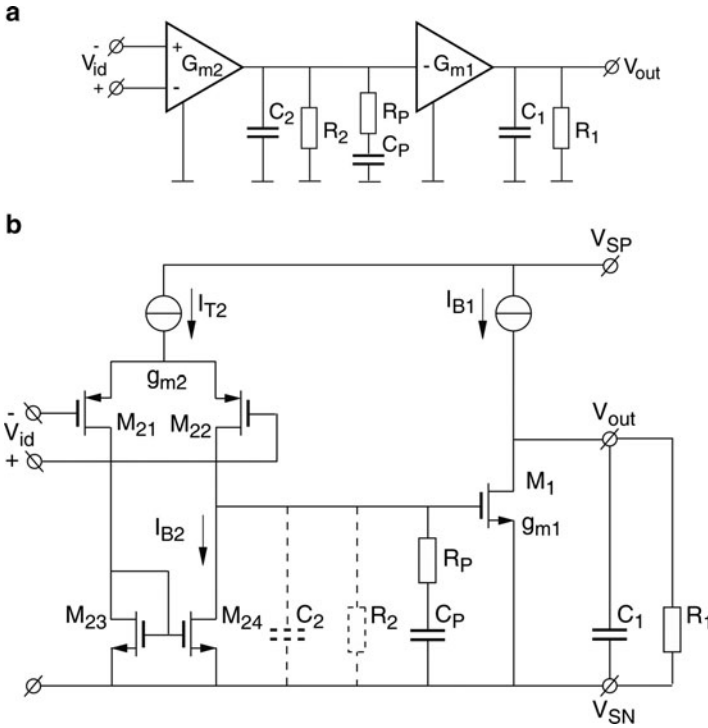 a
-
V_id
+
+
-
G_m2
C_2
R_2
R_P
C_P
-
G_m1
C_1
R_1
V_out
b
V_SP
I_T2
I_B1
g_m2
-
V_id
+
M_21
M_22
V_out
M_1
g_m1
I_B2
R_P
M_23
M_24
C_2
R_2
C_P
C_1
R_1
V_SN